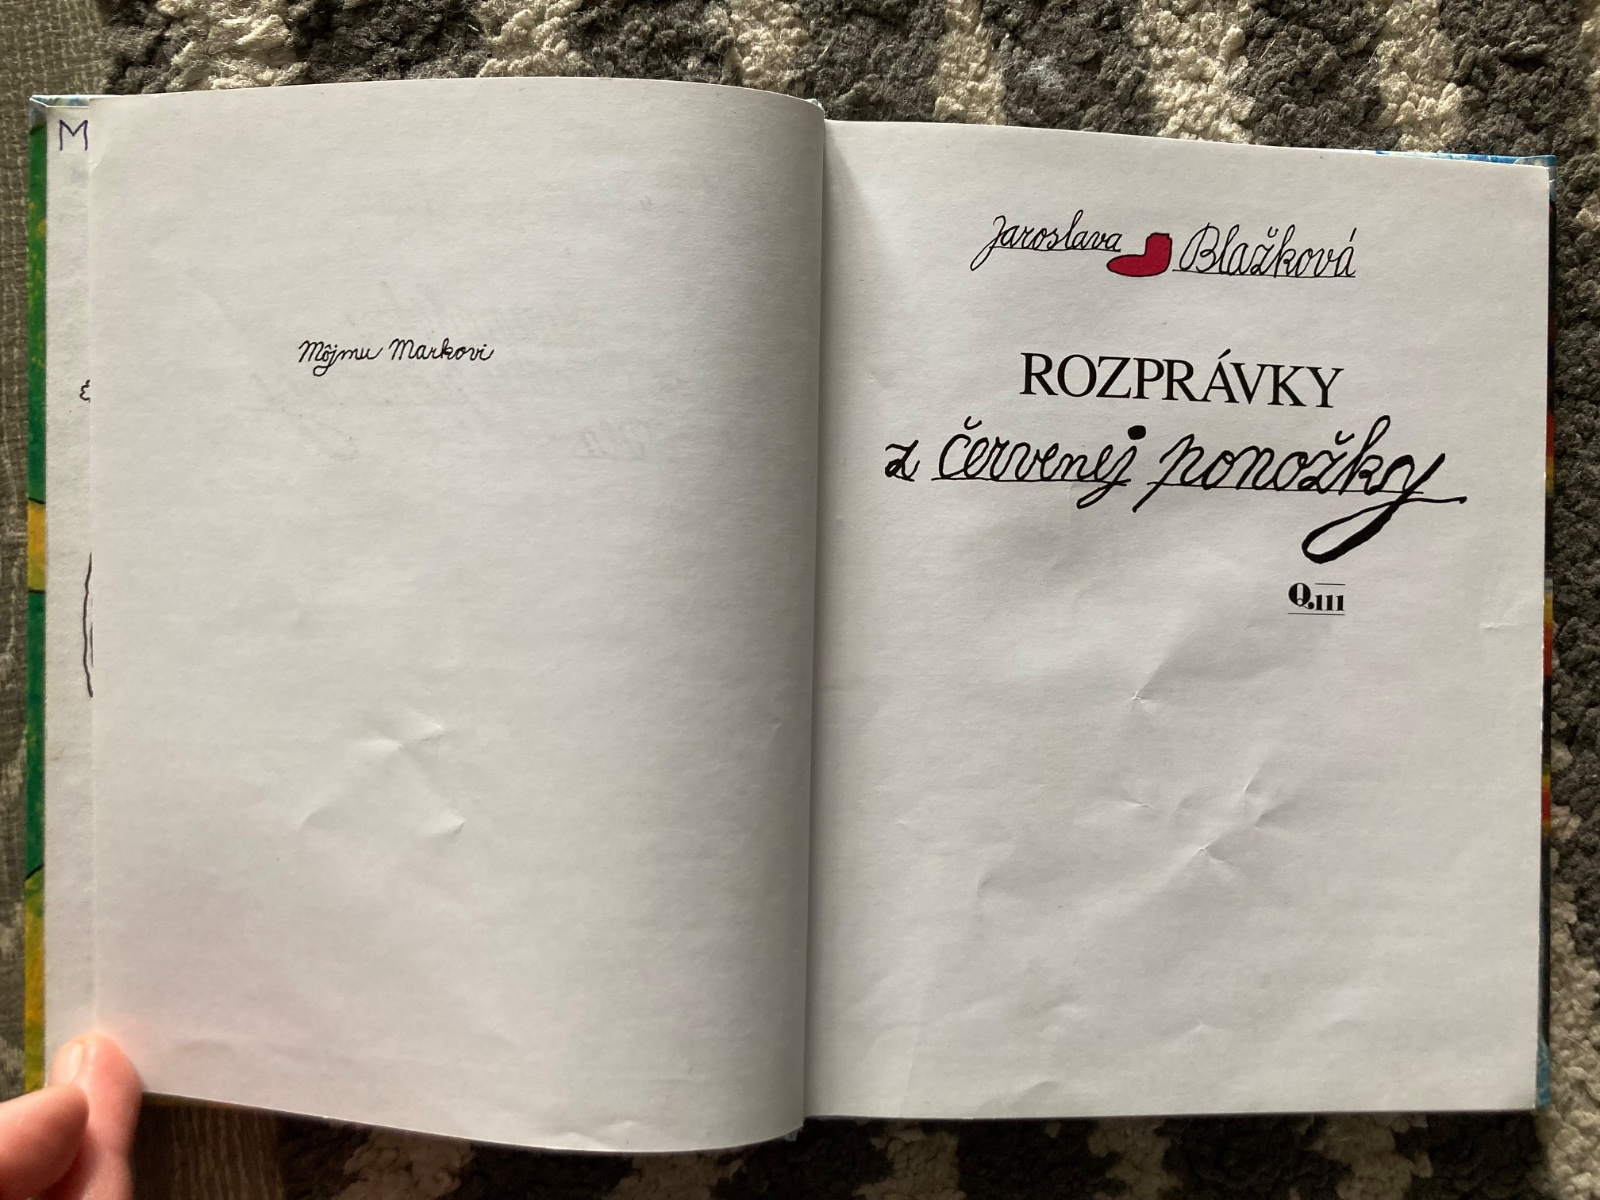 M
Môjmu Markovi
Jaroslava Blažková
ROZPRÁVKY
z červenej ponožky
Q111